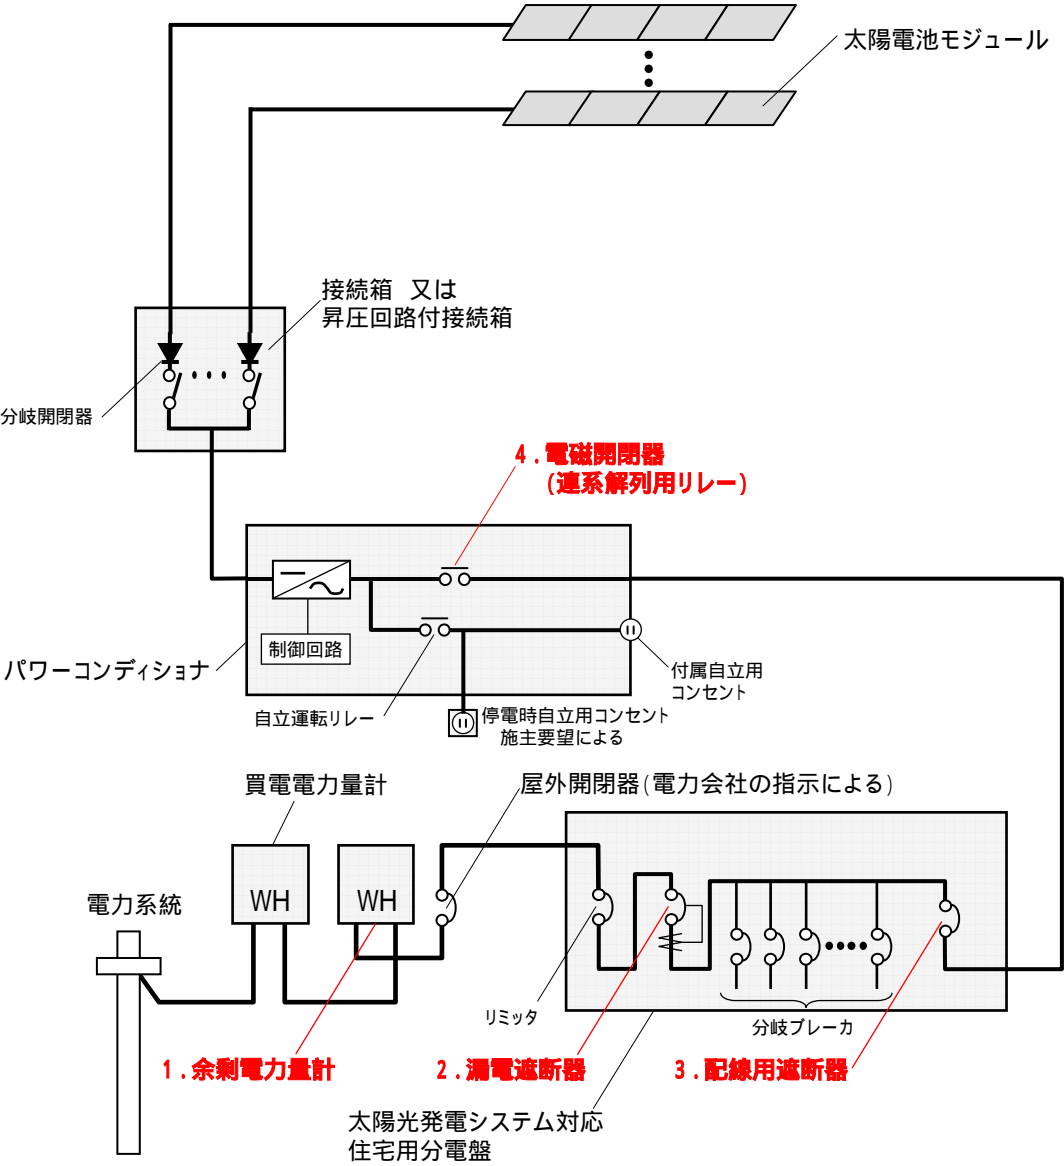 太陽電池モジュール
接続箱 又は
昇圧回路付接続箱
分岐開閉器
4．電磁開閉器
(連系解列用リレー)
制御回路
パワーコンディショナ
付属自立用
コンセント
自立運転リレー
停電時自立用コンセント
施主要望による
買電電力量計
屋外開閉器(電力会社の指示による)
WH
WH
電力系統
リミッタ
分岐ブレーカ
1．余剰電力量計
2．漏電遮断器
3．配線用遮断器
太陽光発電システム対応
住宅用分電盤